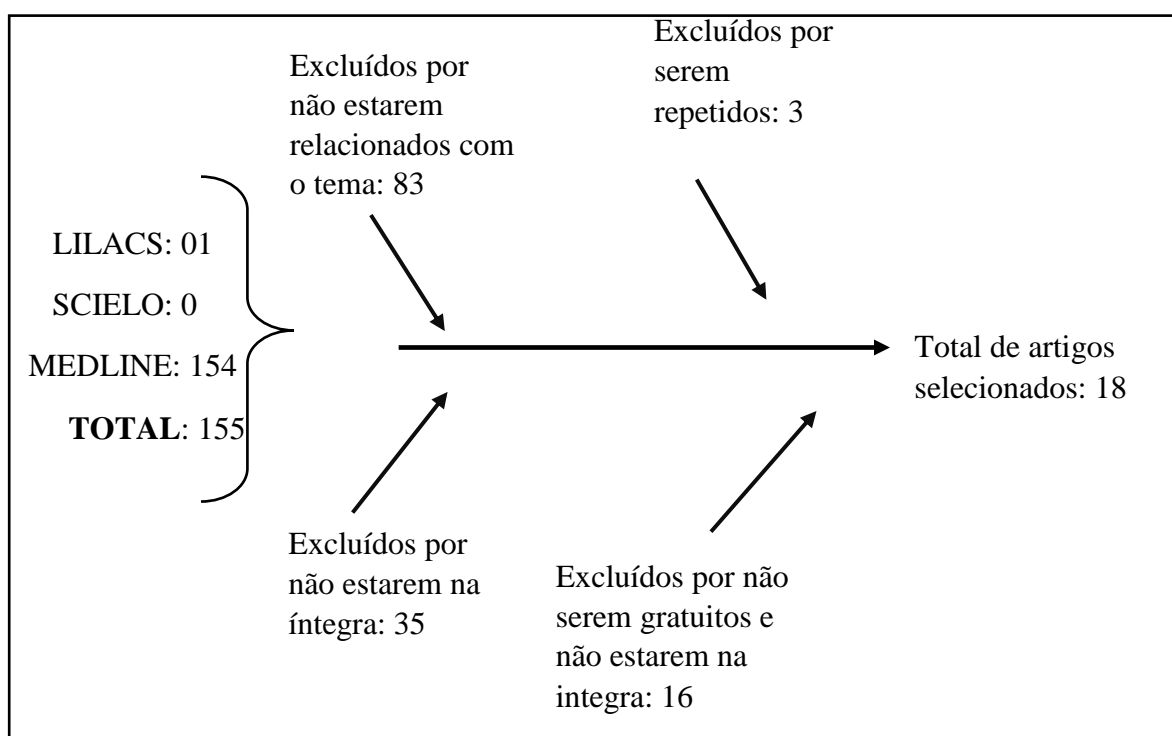 Excluídos por
não estarem
relacionados com
o tema: 83
Excluídos por
serem
repetidos: 3
LILACS: 01
SCIELO: 0
MEDLINE: 154
TOTAL: 155
Total de artigos
selecionados: 18
Excluídos por
não estarem na
íntegra: 35
Excluídos por não
serem gratuitos e
não estarem na
integra: 16